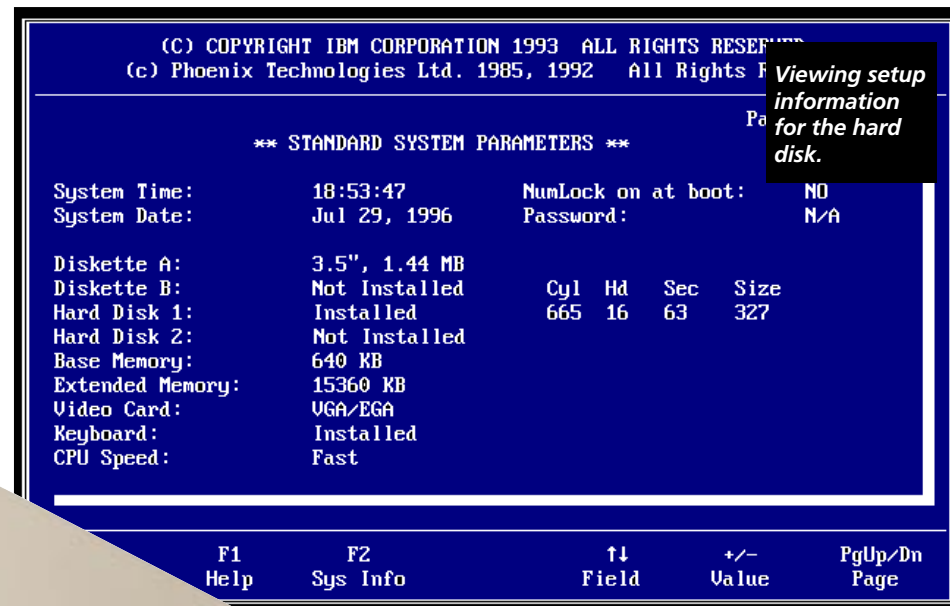 (C) COPYRIGHT IBM CORPORATION 1993 ALL RIGHTS
(c) Phoenix Technologies Ltd. 1985, 1992 All Rights
Viewing setup
information
for the hard
disk.
** STANDARD SYSTEM PARAMETERS **
System Time: 18:53:47 NumLock on at boot: NO
System Date: Jul 29, 1996 Password: N/A
Diskette A: 3.5", 1.44 MB
Diskette B: Not Installed Cyl Hd Sec Size
Hard Disk 1: Installed 665 16 63 327
Hard Disk 2: Not Installed
Base Memory: 640 KB
Extended Memory: 15360 KB
Video Card: VGA/EGA
Keyboard: Installed
CPU Speed: Fast
F1 F2 ↑↓ +/- PgUp/Dn
Help Sys Info Field Value Page